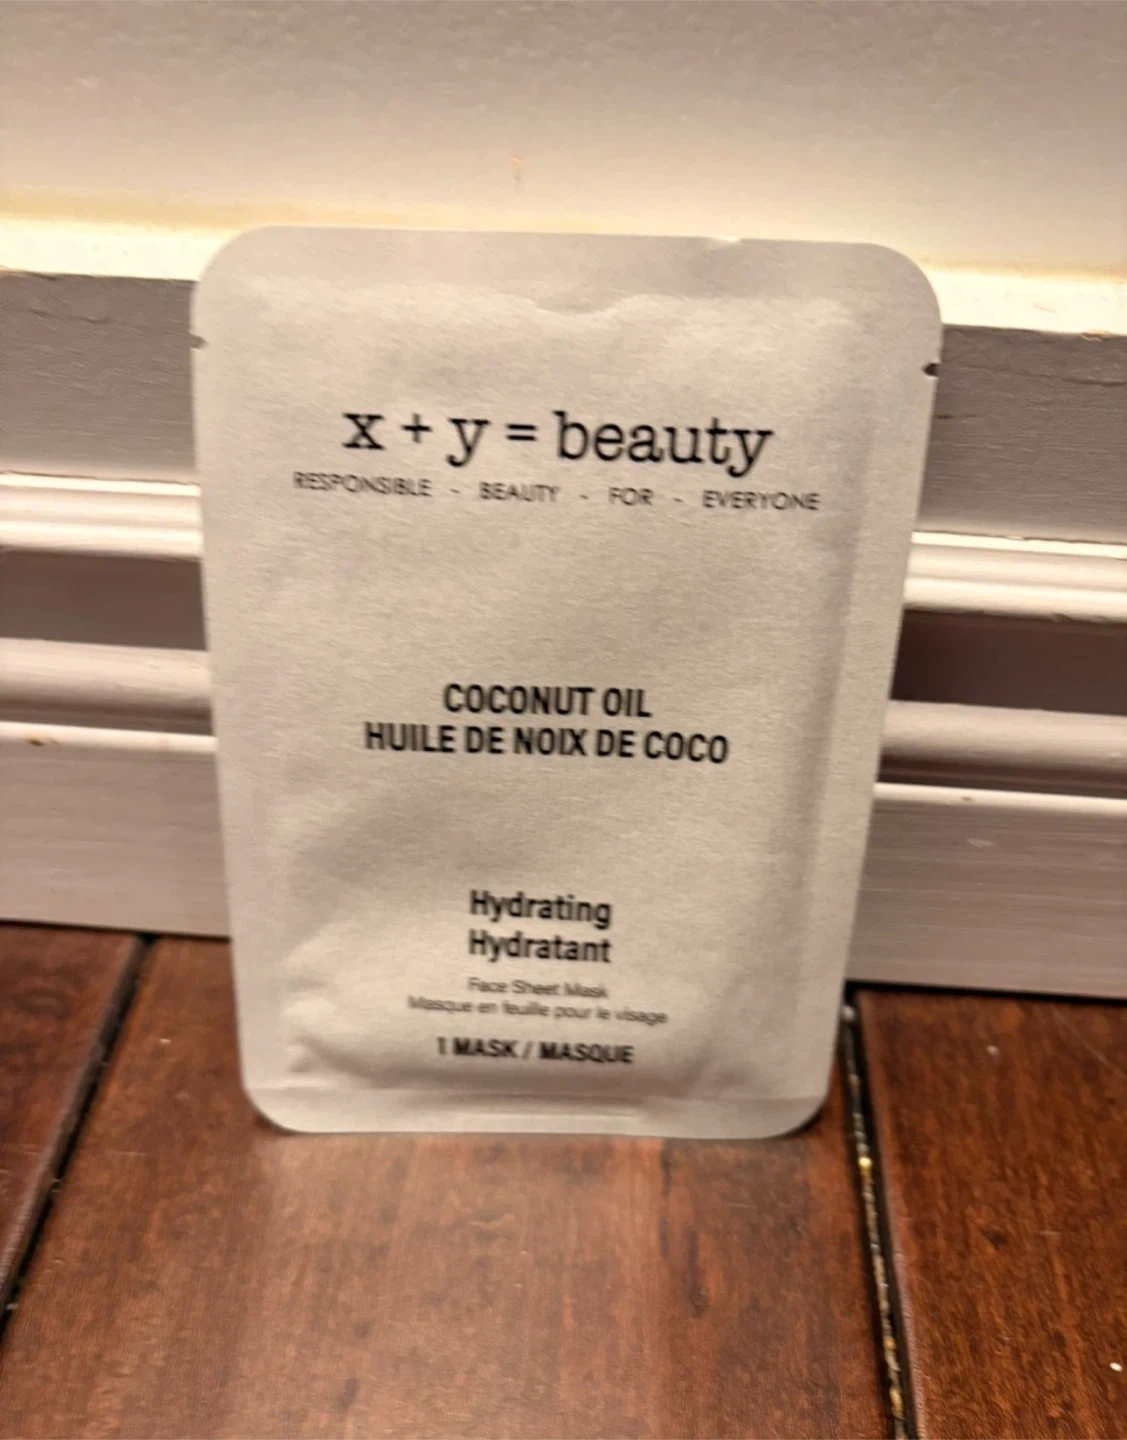 x + y = beauty
RESPONSIBLE - BEAUTY - FOR - EVERYONE
COCONUT OIL
HUILE DE NOIX DE COCO
Hydrating
Hydratant
Face Sheet Mask
Masque en feuille pour le visage
1 MASK / MASQUE